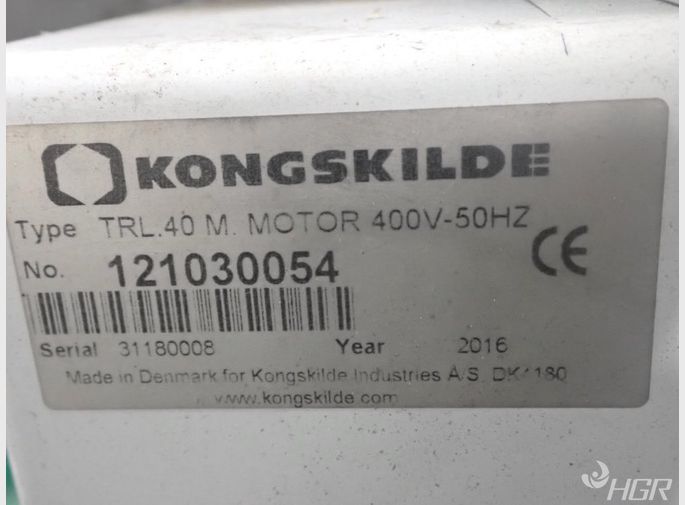 KONGSKILDE
Type TRL.40 M. MOTOR 400V-50HZ
No. 121030054
CE
Serial 31180008 Year 2016
Made in Denmark for Kongskilde Industries A/S DK4180
www.kongskilde.com
HGR